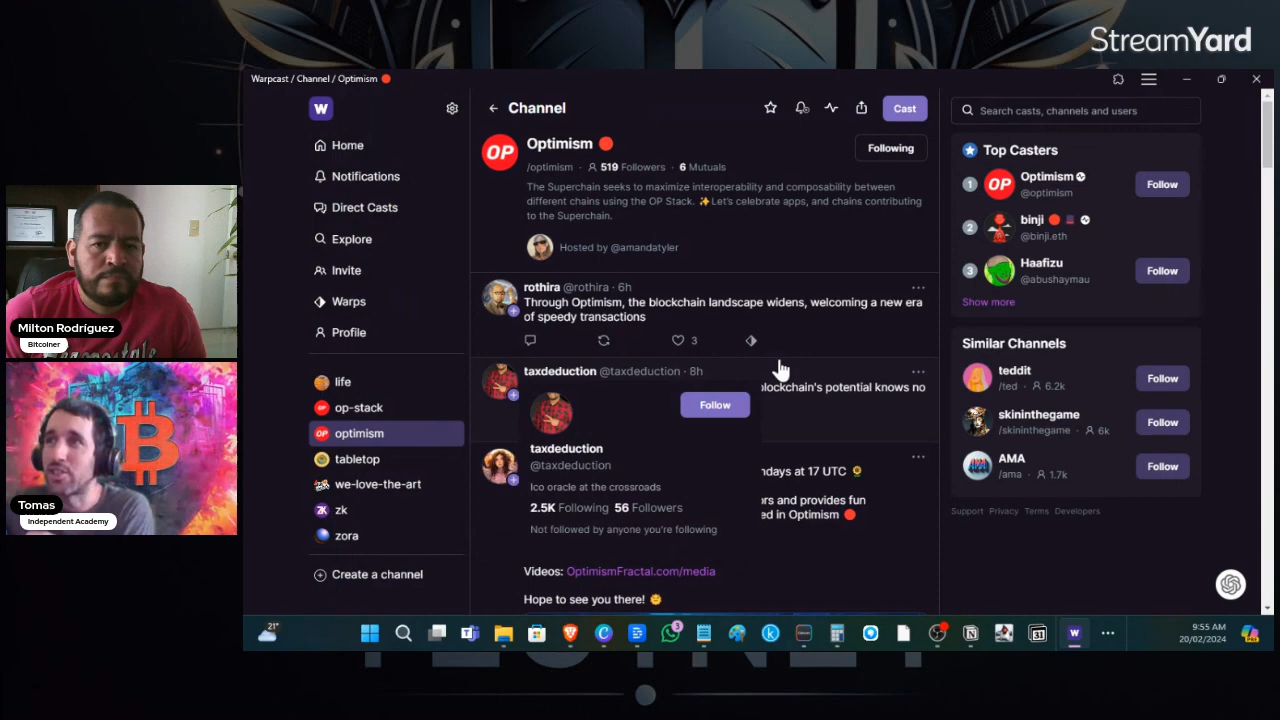 StreamYard
Warpcast / Channel / Optimism
W
Channel
Cast
Search casts, channels and users
Home
Notifications
Direct Casts
Explore
Invite
Warps
Profile
life
op-stack
optimism
tabletop
we-love-the-art
zk
zora
Create a channel
OP
Optimism
Following
/optimism · 519 Followers · 6 Mutuals
The Superchain seeks to maximize interoperability and composability between
different chains using the OP Stack. ✨Let's celebrate apps, and chains contributing
to the Superchain.
Hosted by @amandatyler
rothira @rothira · 6h
Through Optimism, the blockchain landscape widens, welcoming a new era
of speedy transactions
3
taxdeduction @taxdeduction · 8h
blockchain's potential knows no
Follow
taxdeduction
@taxdeduction
Ico oracle at the crossroads
2.5K Following 56 Followers
Not followed by anyone you're following
ndays at 17 UTC 🌻
ors and provides fun
ed in Optimism 🔴
Videos: OptimismFractal.com/media
Hope to see you there! 🌞
Top Casters
1 OP Optimism
@optimism
Follow
2 binji
@binji.eth
3 Haafizu
@abushaymau
Follow
Show more
Similar Channels
teddit
/ted · 6.2k
Follow
skininthegame
/skininthegame · 6k
Follow
AMA
/ama · 1.7k
Follow
Support Privacy Terms Developers
Milton Rodríguez
Bitcoiner
Tomas
Independent Academy
21°
3
31
W
9:55 AM
20/02/2024